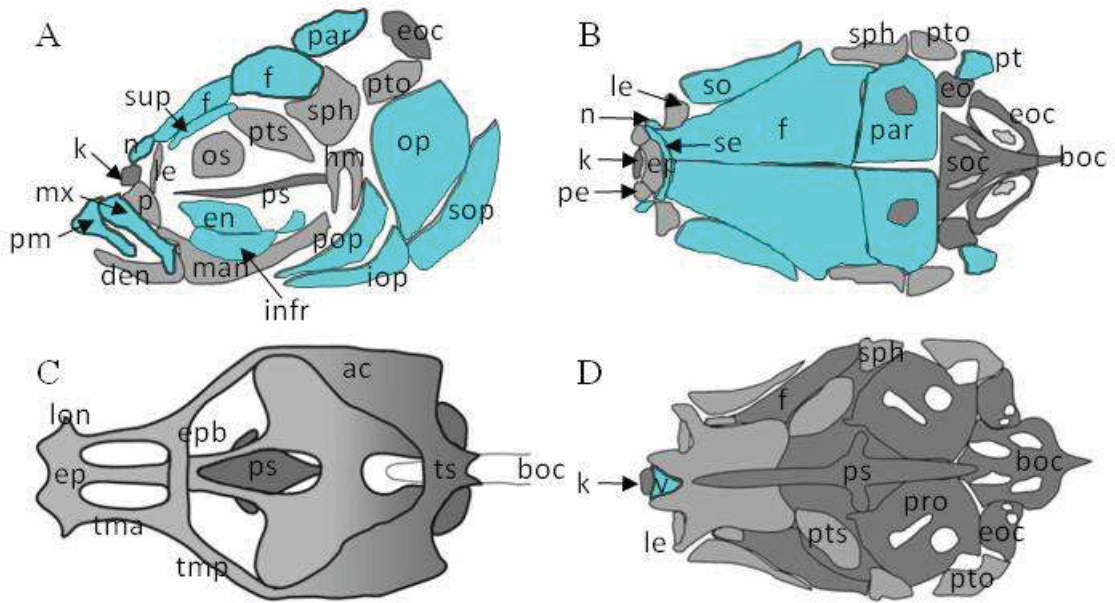 A
par
eoc
f
pto
sup
f
sph
pts
n
op
k
le
os
hm
mx
p
ps
en
sop
pm
pop
man
den
iop
infr
B
sph
pto
pt
so
le
eo
n
eoc
f
par
se
k
ep
soc
boc
pe
C
ac
lon
epb
ep
ps
ts
boc
tma
tmp
D
sph
f
k
v
ps
boc
pro
le
pts
eoc
pto